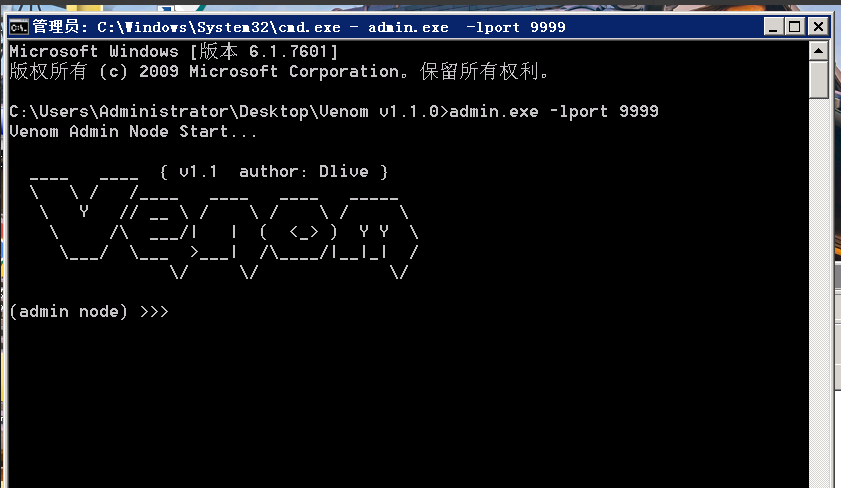 管理员: C:\Windows\System32\cmd.exe - admin.exe  -lport 9999
Microsoft Windows [版本 6.1.7601]
版权所有 (c) 2009 Microsoft Corporation。保留所有权利。
C:\Users\Administrator\Desktop\Venom v1.1.0>admin.exe -lport 9999
Venom Admin Node Start...
{ v1.1  author: Dlive }
Venom
(admin node) >>>